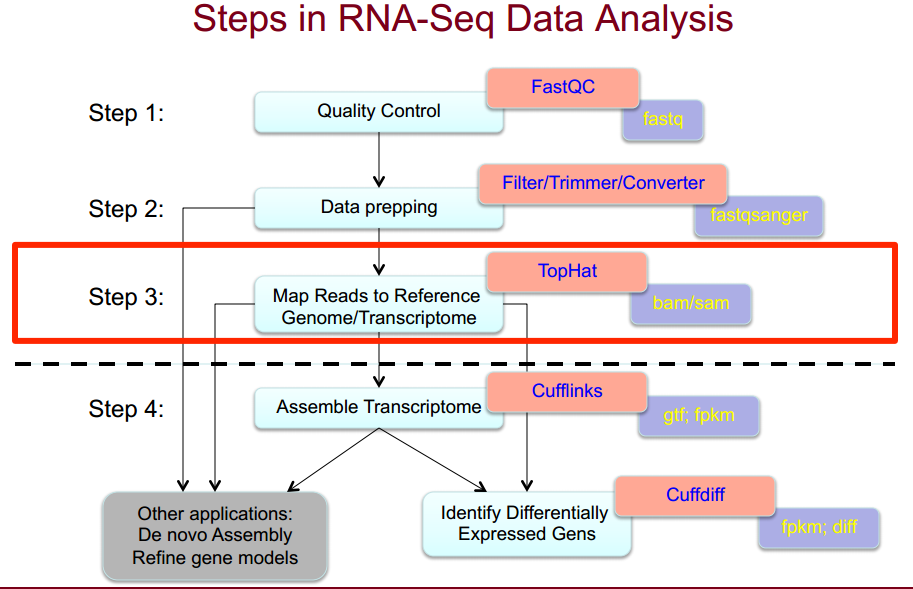 Steps in RNA-Seq Data Analysis
Step 1:
Quality Control
FastQC
fastq
Step 2:
Data prepping
Filter/Trimmer/Converter
fastqsanger
Step 3:
Map Reads to Reference
Genome/Transcriptome
TopHat
bam/sam
Step 4:
Assemble Transcriptome
Cufflinks
gtf; fpkm
Other applications:
De novo Assembly
Refine gene models
Identify Differentially
Expressed Gens
Cuffdiff
fpkm; diff